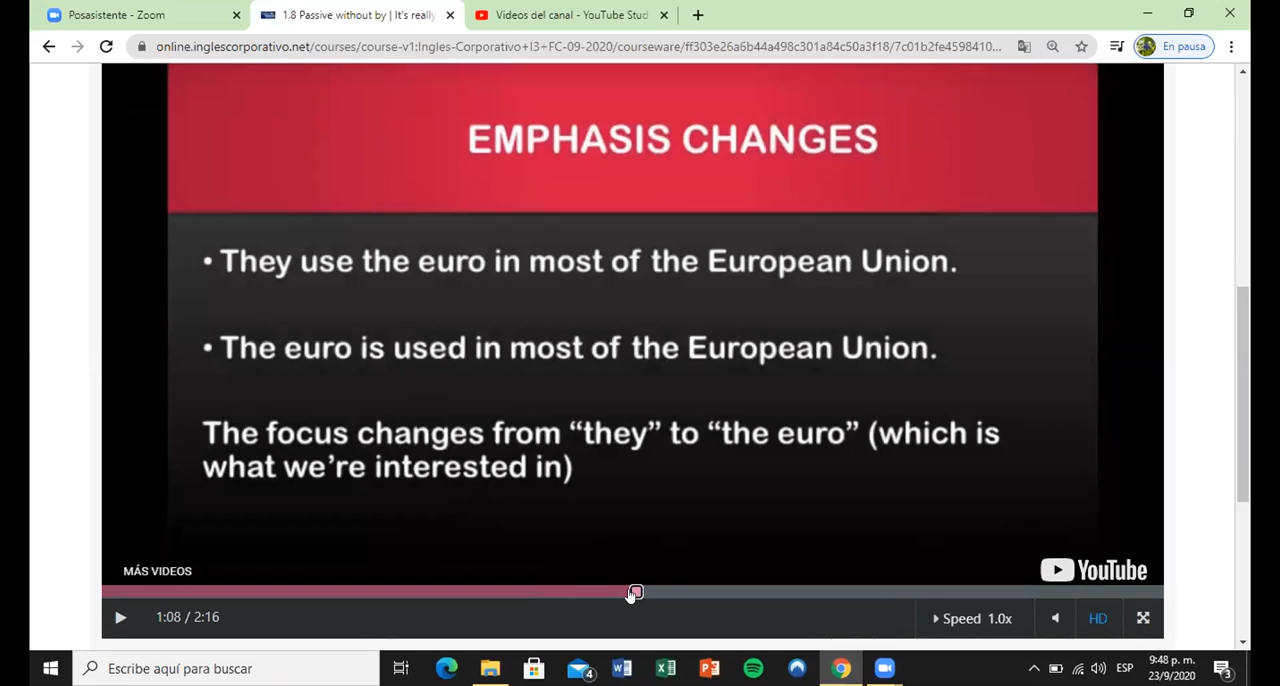 Posasistente - Zoom
1.8 Passive without by | It's really
Videos del canal - YouTube Stud
online.inglescorporativo.net/courses/course-v1:Ingles-Corporativo+I3+FC-09-2020/courseware/ff303e26a6b44a498c301a84c50a3f18/7c01b2fe4598410...
En pausa
EMPHASIS CHANGES
• They use the euro in most of the European Union.
• The euro is used in most of the European Union.
The focus changes from “they” to “the euro” (which is
what we’re interested in)
MÁS VIDEOS
YouTube
1:08 / 2:16
Speed 1.0x
HD
Escribe aquí para buscar
4
ESP
9:48 p. m.
23/9/2020
3